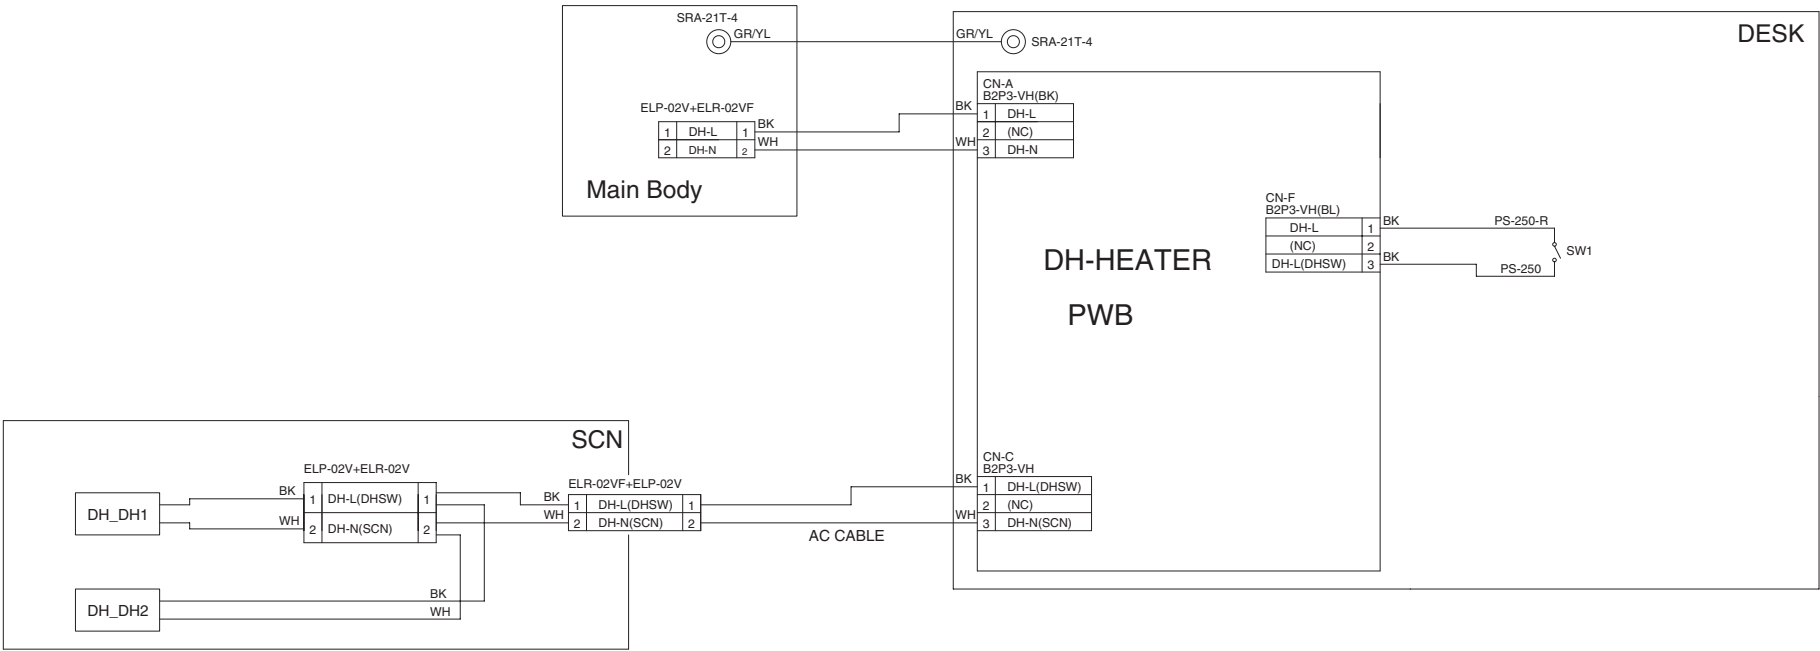 SRA-21T-4
GR/YL
GR/YL
SRA-21T-4
DESK
ELP-02V+ELR-02VF
1 DH-L 1 BK
2 DH-N 2 WH
Main Body
CN-A
B2P3-VH(BK)
BK 1 DH-L
2 (NC)
WH 3 DH-N
CN-F
B2P3-VH(BL)
DH-L 1 BK PS-250-R
(NC) 2
DH-L(DHSW) 3 BK PS-250
SW1
DH-HEATER
PWB
SCN
ELP-02V+ELR-02V
BK 1 DH-L(DHSW) 1
WH 2 DH-N(SCN) 2
DH_DH1
ELR-02VF+ELP-02V
BK 1 DH-L(DHSW) 1
WH 2 DH-N(SCN) 2
AC CABLE
CN-C
B2P3-VH
BK 1 DH-L(DHSW)
2 (NC)
WH 3 DH-N(SCN)
DH_DH2
BK
WH